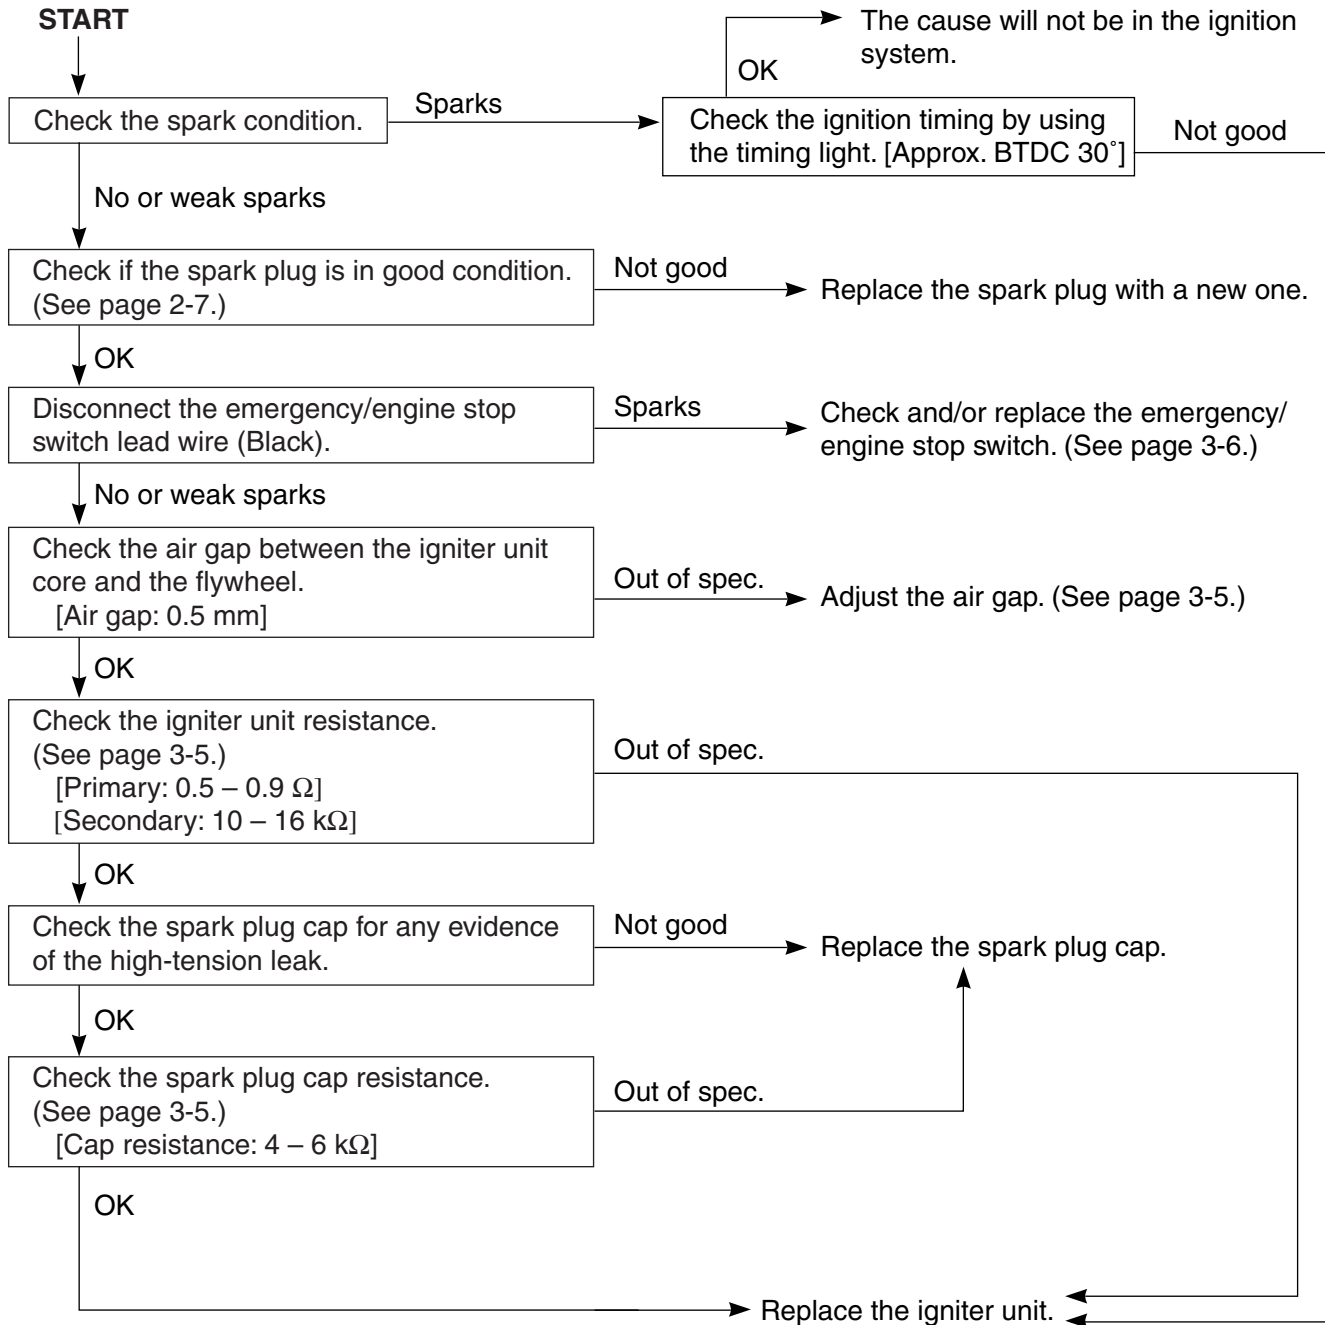 START
The cause will not be in the ignition
system.
OK
Check the spark condition.
Sparks
Check the ignition timing by using
the timing light. [Approx. BTDC 30˚]
Not good
No or weak sparks
Check if the spark plug is in good condition.
(See page 2-7.)
Not good
Replace the spark plug with a new one.
OK
Disconnect the emergency/engine stop
switch lead wire (Black).
Sparks
Check and/or replace the emergency/
engine stop switch. (See page 3-6.)
No or weak sparks
Check the air gap between the igniter unit
core and the flywheel.
[Air gap: 0.5 mm]
Out of spec.
Adjust the air gap. (See page 3-5.)
OK
Check the igniter unit resistance.
(See page 3-5.)
[Primary: 0.5 – 0.9 Ω]
[Secondary: 10 – 16 kΩ]
Out of spec.
OK
Check the spark plug cap for any evidence
of the high-tension leak.
Not good
Replace the spark plug cap.
OK
Check the spark plug cap resistance.
(See page 3-5.)
[Cap resistance: 4 – 6 kΩ]
Out of spec.
OK
Replace the igniter unit.